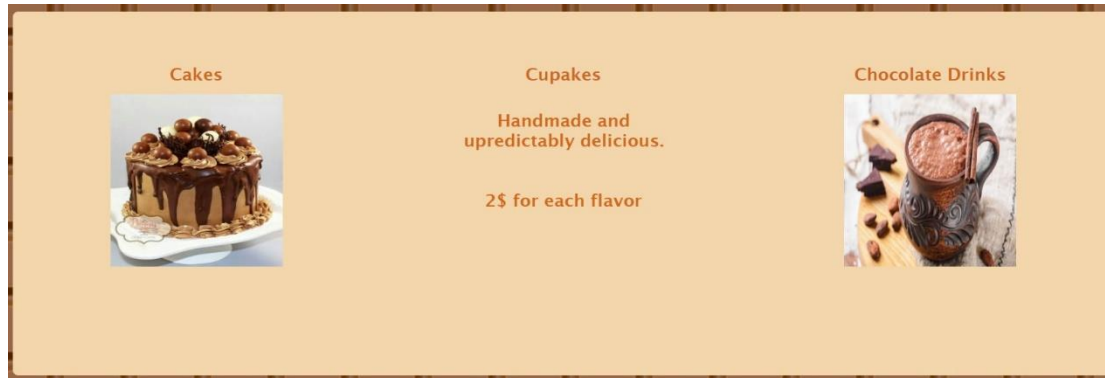 Cakes
Cupakes
Chocolate Drinks
Handmade and
upredictably delicious.
2$ for each flavor